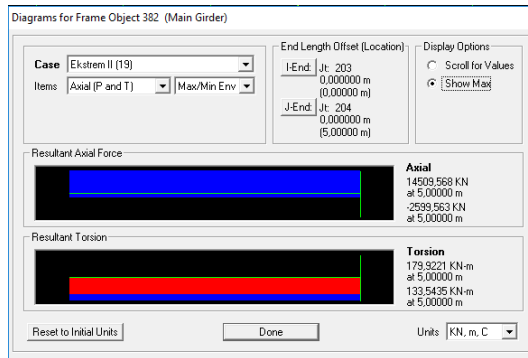 Diagrams for Frame Object 382 (Main Girder)
Case Ekstrem II (19)
Items Axial (P and T) Max/Min Env
End Length Offset (Location)
I-End: Jt: 203
0,000000 m
(0,00000 m)
J-End: Jt: 204
0,000000 m
(5,00000 m)
Display Options
Scroll for Values
Show Max
Resultant Axial Force
Axial
14509,568 KN
at 5,00000 m
-2599,563 KN
at 5,00000 m
Resultant Torsion
Torsion
179,9221 KN-m
at 5,00000 m
133,5435 KN-m
at 5,00000 m
Reset to Initial Units
Done
Units KN, m, C